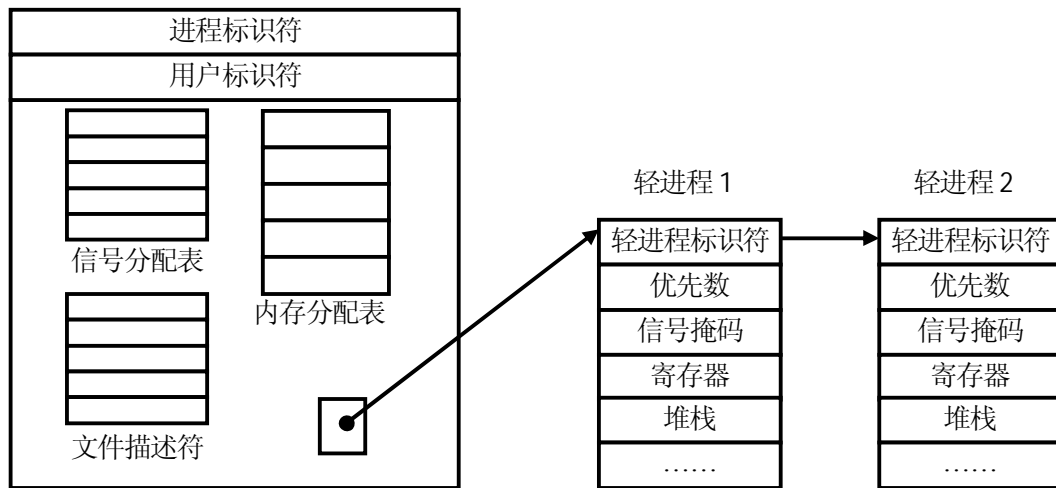 进程标识符
用户标识符
信号分配表
内存分配表
文件描述符
轻进程 1
轻进程标识符
优先数
信号掩码
寄存器
堆栈
……
轻进程 2
轻进程标识符
优先数
信号掩码
寄存器
堆栈
……